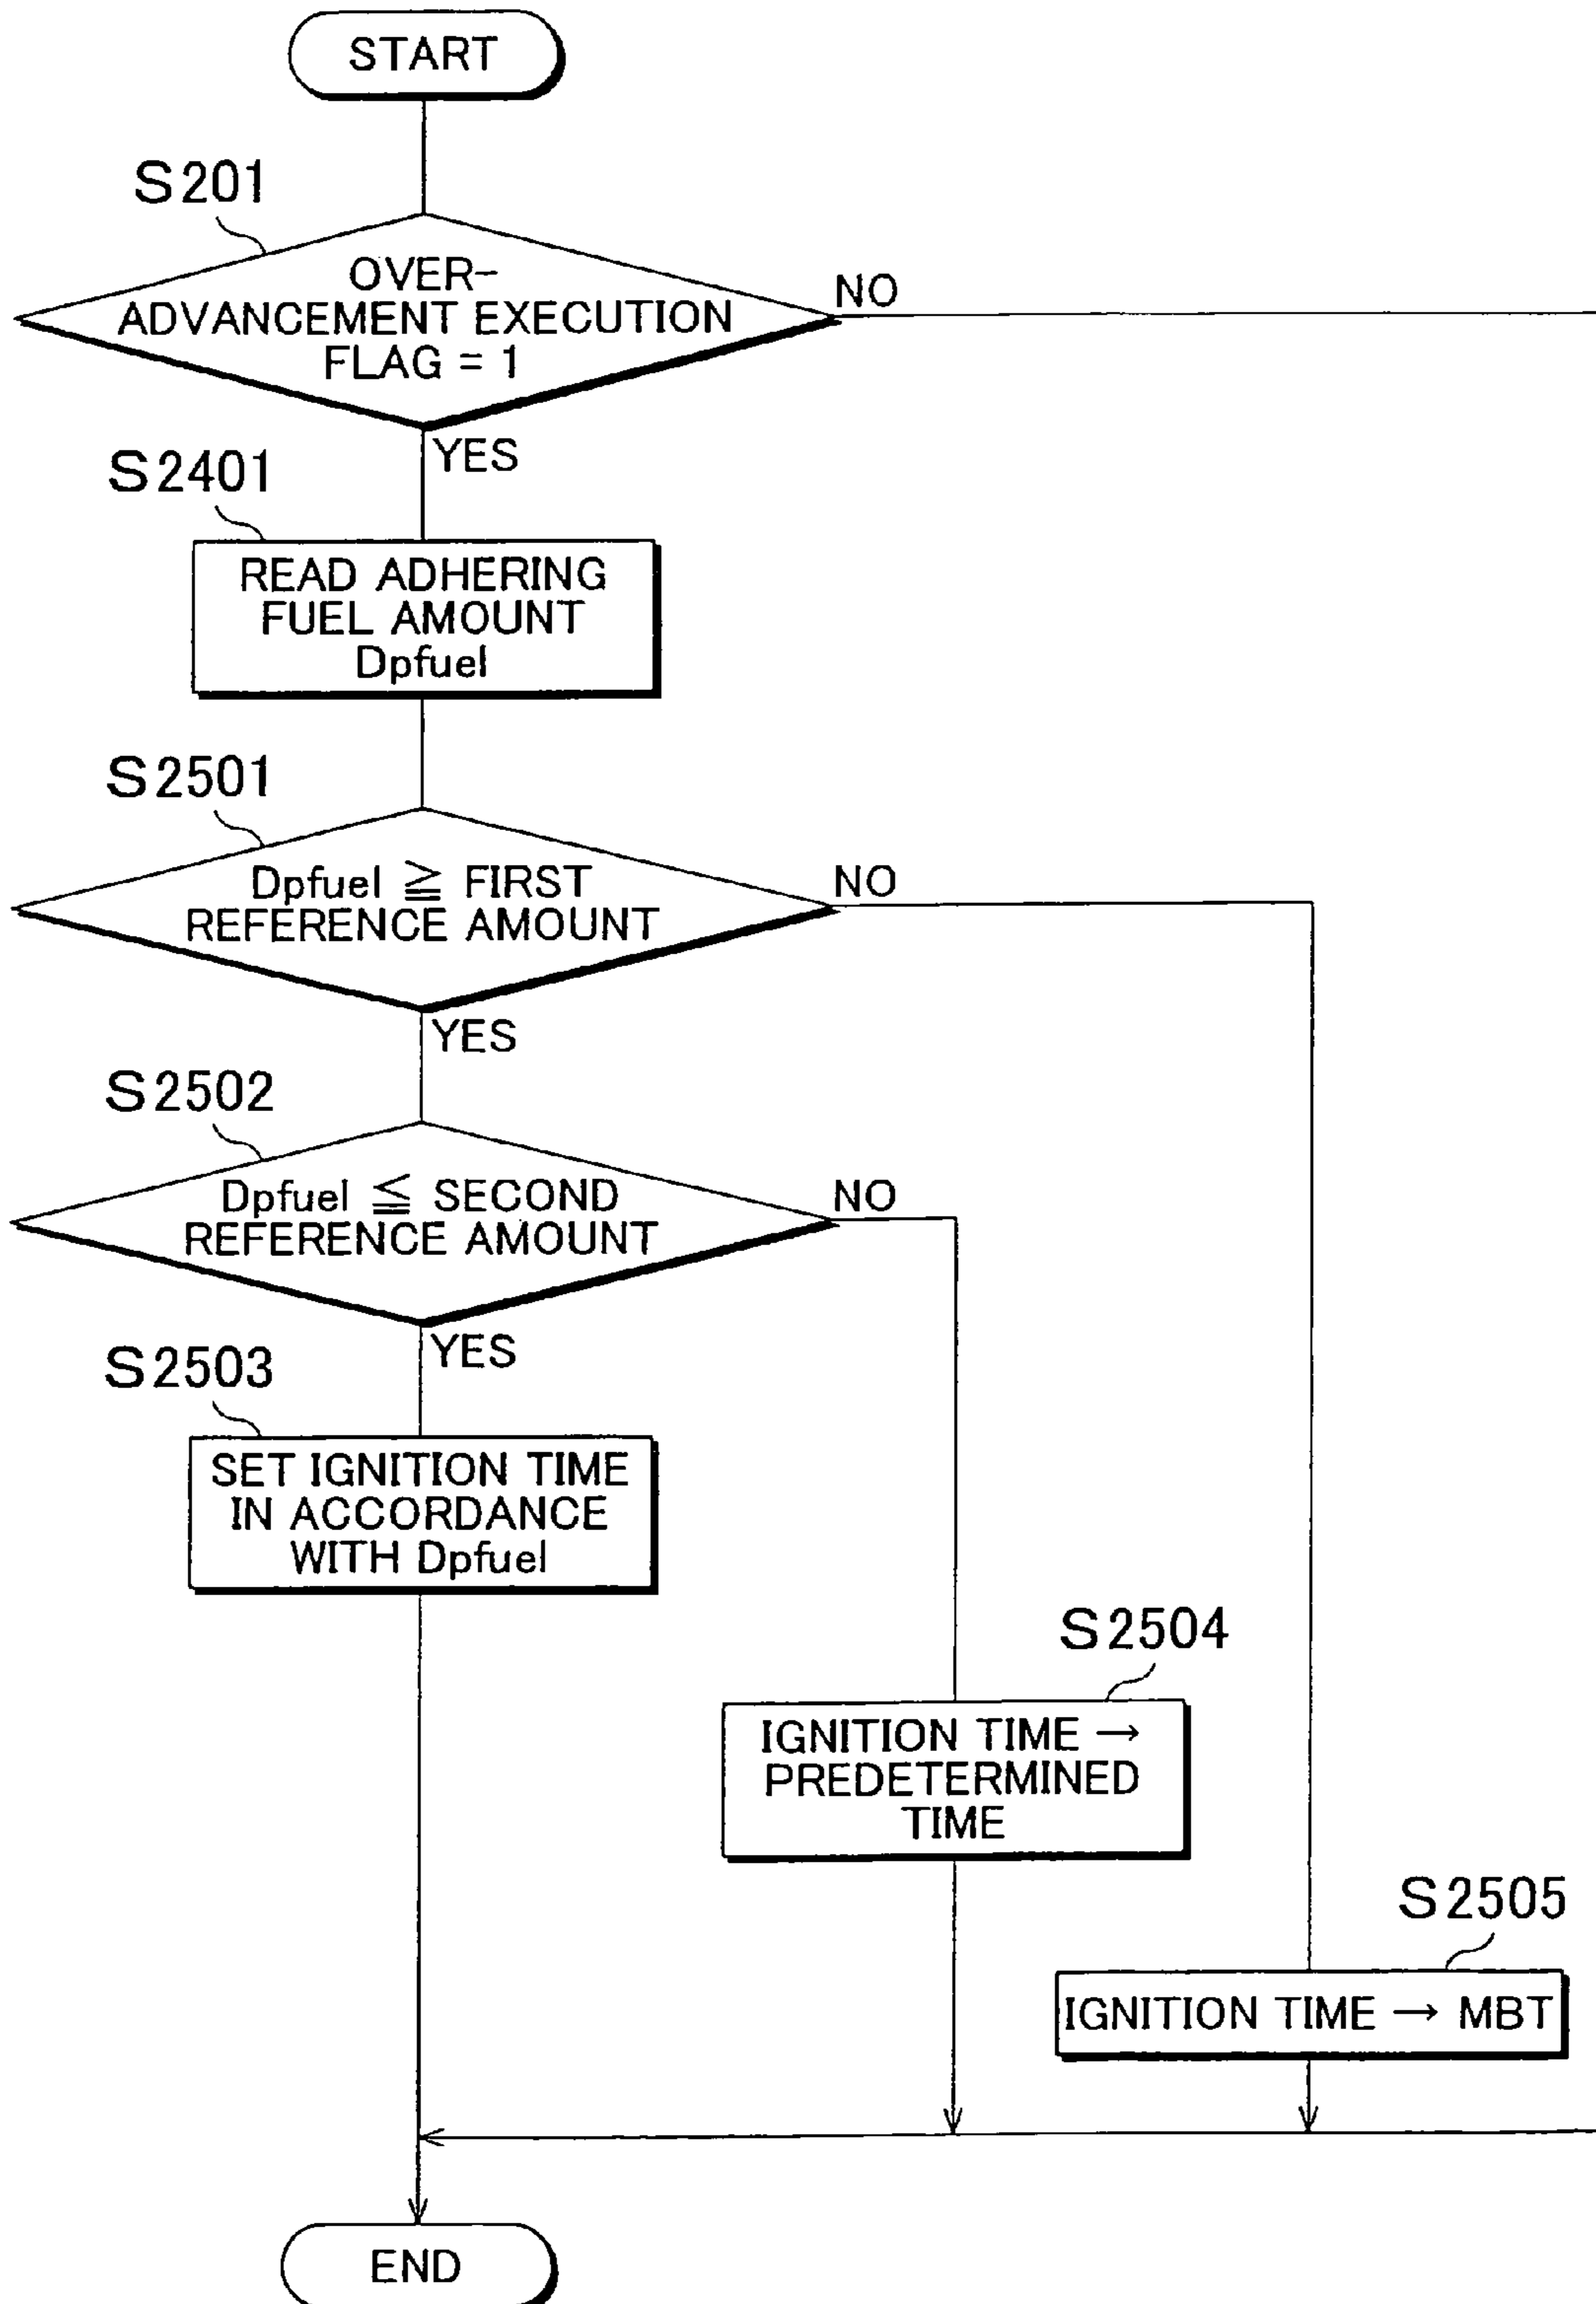 START
S201
OVER-
ADVANCEMENT EXECUTION
FLAG = 1
NO
YES
S2401
READ ADHERING
FUEL AMOUNT
Dpfuel
S2501
Dpfuel ≧ FIRST
REFERENCE AMOUNT
NO
YES
S2502
Dpfuel ≦ SECOND
REFERENCE AMOUNT
NO
YES
S2503
SET IGNITION TIME
IN ACCORDANCE
WITH Dpfuel
S2504
IGNITION TIME →
PREDETERMINED
TIME
S2505
IGNITION TIME → MBT
END